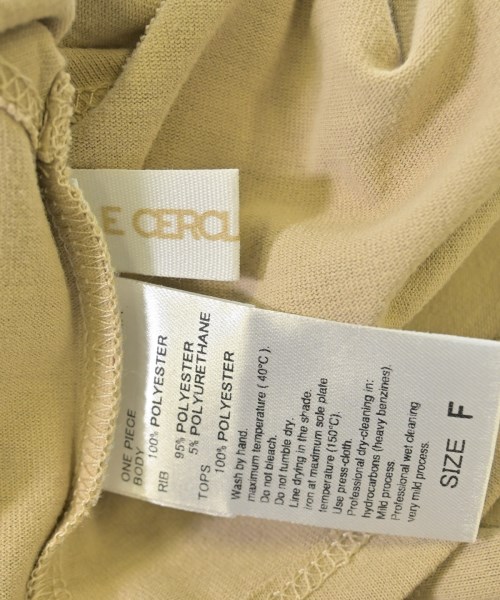 E CERCL
ONE PIECE
BODY
100% POLYESTER
RIB
95% POLYESTER
5% POLYURETHANE
TOPS
100% POLYESTER
Wash by hand.
maximum temperature ( 40°C ).
Do not bleach.
Do not tumble dry.
Line drying in the shade.
iron at maximum sole plate
temperature (150°C).
Use press-cloth.
Professional dry-cleaning in:
hydrocarbons (heavy benzines).
Mild process
Professional wet cleaning
very mild process.
SIZE F